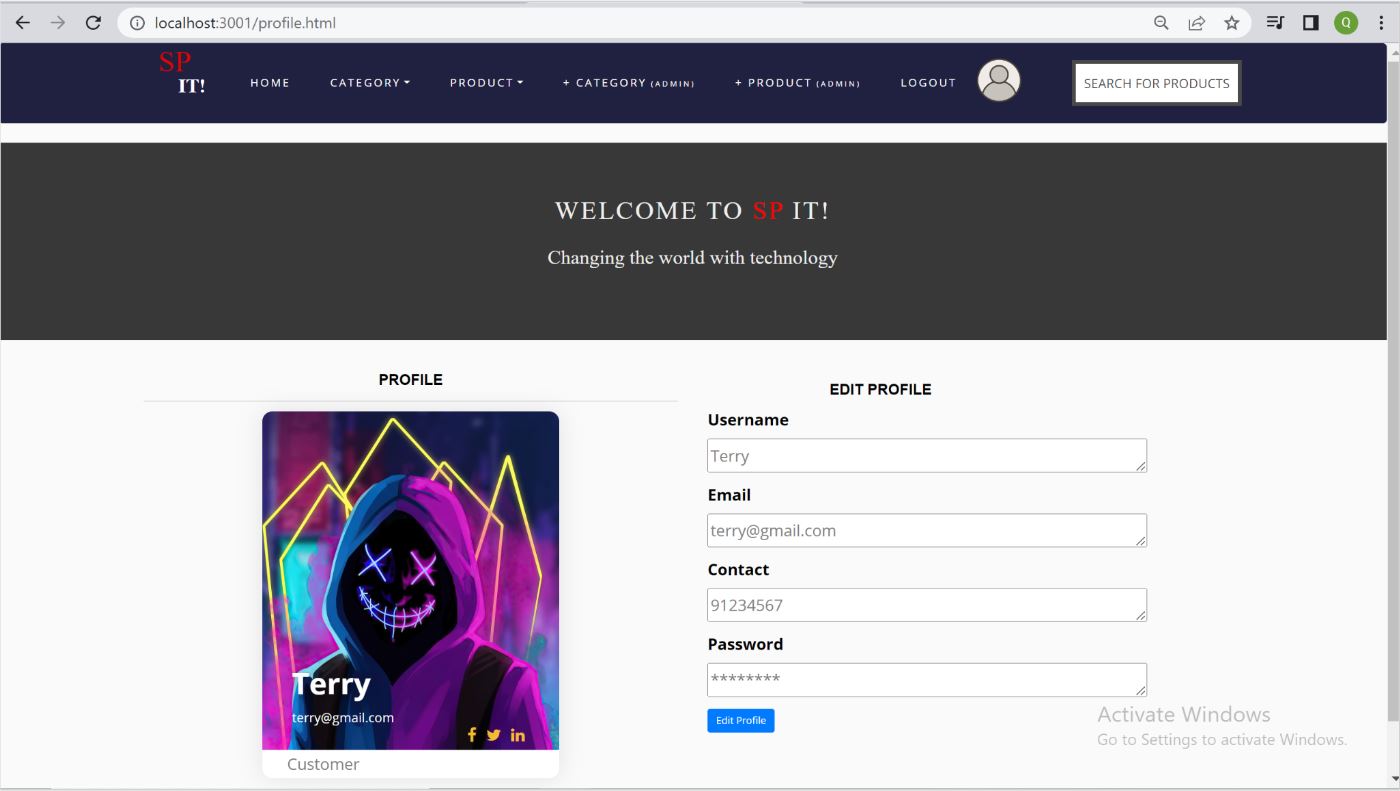 localhost:3001/profile.html
Q
SP
IT!
HOME
CATEGORY
PRODUCT
+ CATEGORY (ADMIN)
+ PRODUCT (ADMIN)
LOGOUT
SEARCH FOR PRODUCTS
WELCOME TO SP IT!
Changing the world with technology
PROFILE
Terry
terry@gmail.com
Customer
EDIT PROFILE
Username
Terry
Email
terry@gmail.com
Contact
91234567
Password
********
Edit Profile
Activate Windows
Go to Settings to activate Windows.